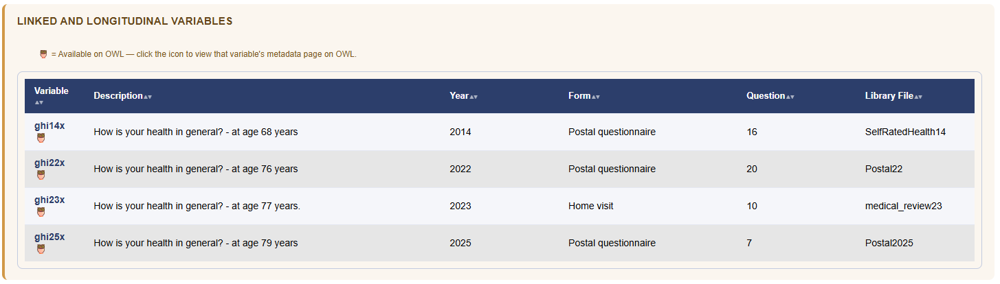 LINKED AND LONGITUDINAL VARIABLES
= Available on OWL — click the icon to view that variable's metadata page on OWL.
Variable▲▼ Description▲▼ Year▲▼ Form▲▼ Question▲▼ Library File▲▼
ghi14x How is your health in general? - at age 68 years 2014 Postal questionnaire 16 SelfRatedHealth14
ghi22x How is your health in general? - at age 76 years 2022 Postal questionnaire 20 Postal22
ghi23x How is your health in general? - at age 77 years. 2023 Home visit 10 medical_review23
ghi25x How is your health in general? - at age 79 years 2025 Postal questionnaire 7 Postal2025